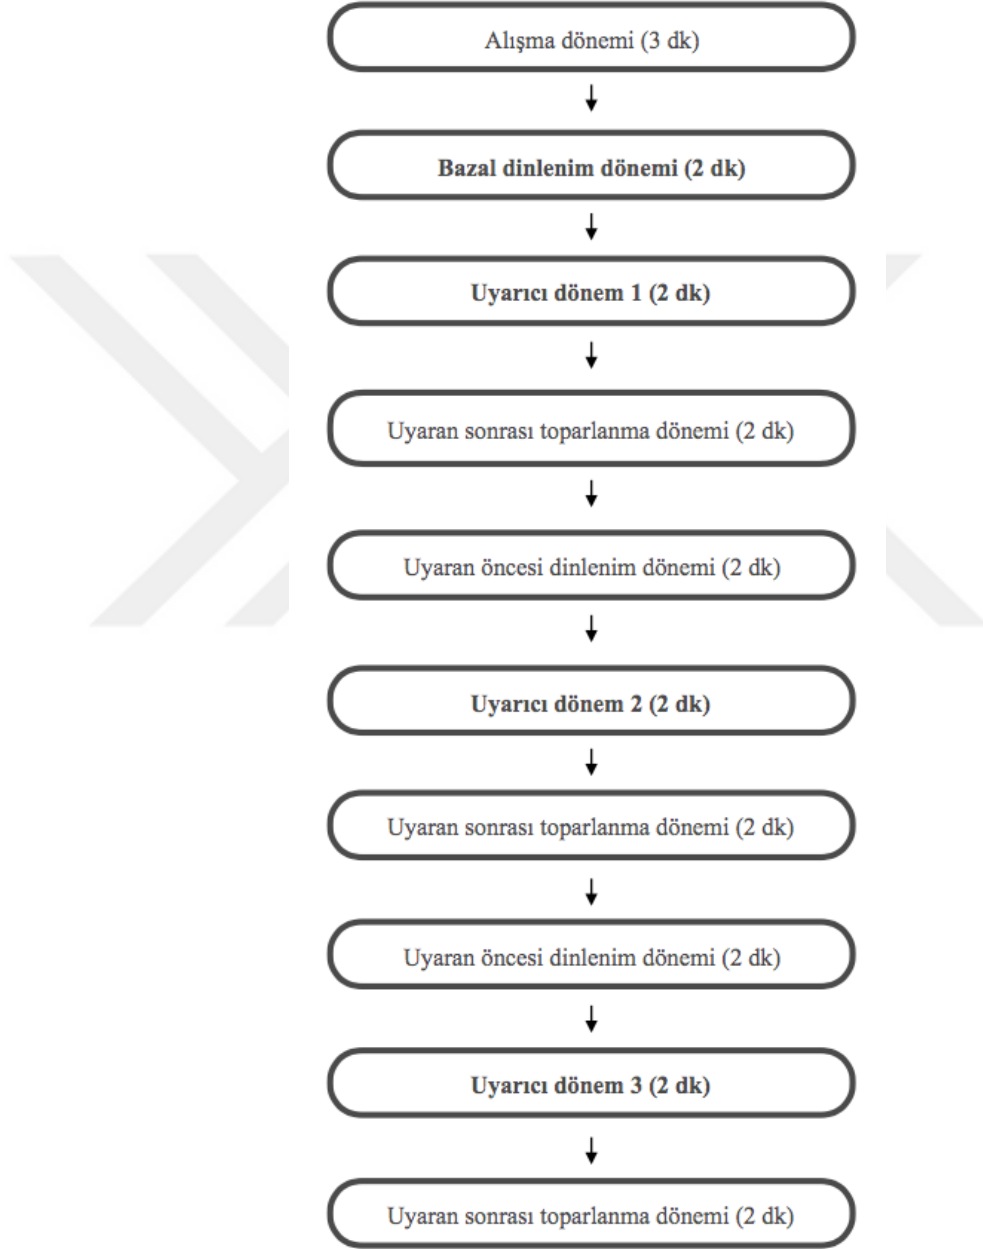 Alışma dönemi (3 dk)
Bazal dinlenim dönemi (2 dk)
Uyarıcı dönem 1 (2 dk)
Uyaran sonrası toparlanma dönemi (2 dk)
Uyaran öncesi dinlenim dönemi (2 dk)
Uyarıcı dönem 2 (2 dk)
Uyaran sonrası toparlanma dönemi (2 dk)
Uyaran öncesi dinlenim dönemi (2 dk)
Uyarıcı dönem 3 (2 dk)
Uyaran sonrası toparlanma dönemi (2 dk)